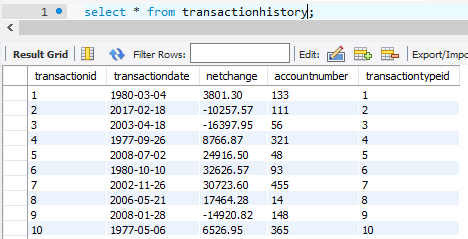 1 select * from transactionhistory;
Result Grid Filter Rows: Edit: Export/Impo
transactionid transactiondate netchange accountnumber transactiontypeid
1 1980-03-04 3801.30 133 1
2 2017-02-18 -10257.57 111 2
3 2003-04-18 -16397.95 56 3
4 1977-09-26 8766.87 321 4
5 2008-07-02 24916.50 48 5
6 1980-10-10 32626.57 93 6
7 2002-11-26 30723.60 455 7
8 2006-05-21 17464.28 14 8
9 2008-01-28 -14920.82 148 9
10 1977-05-06 6526.95 365 10